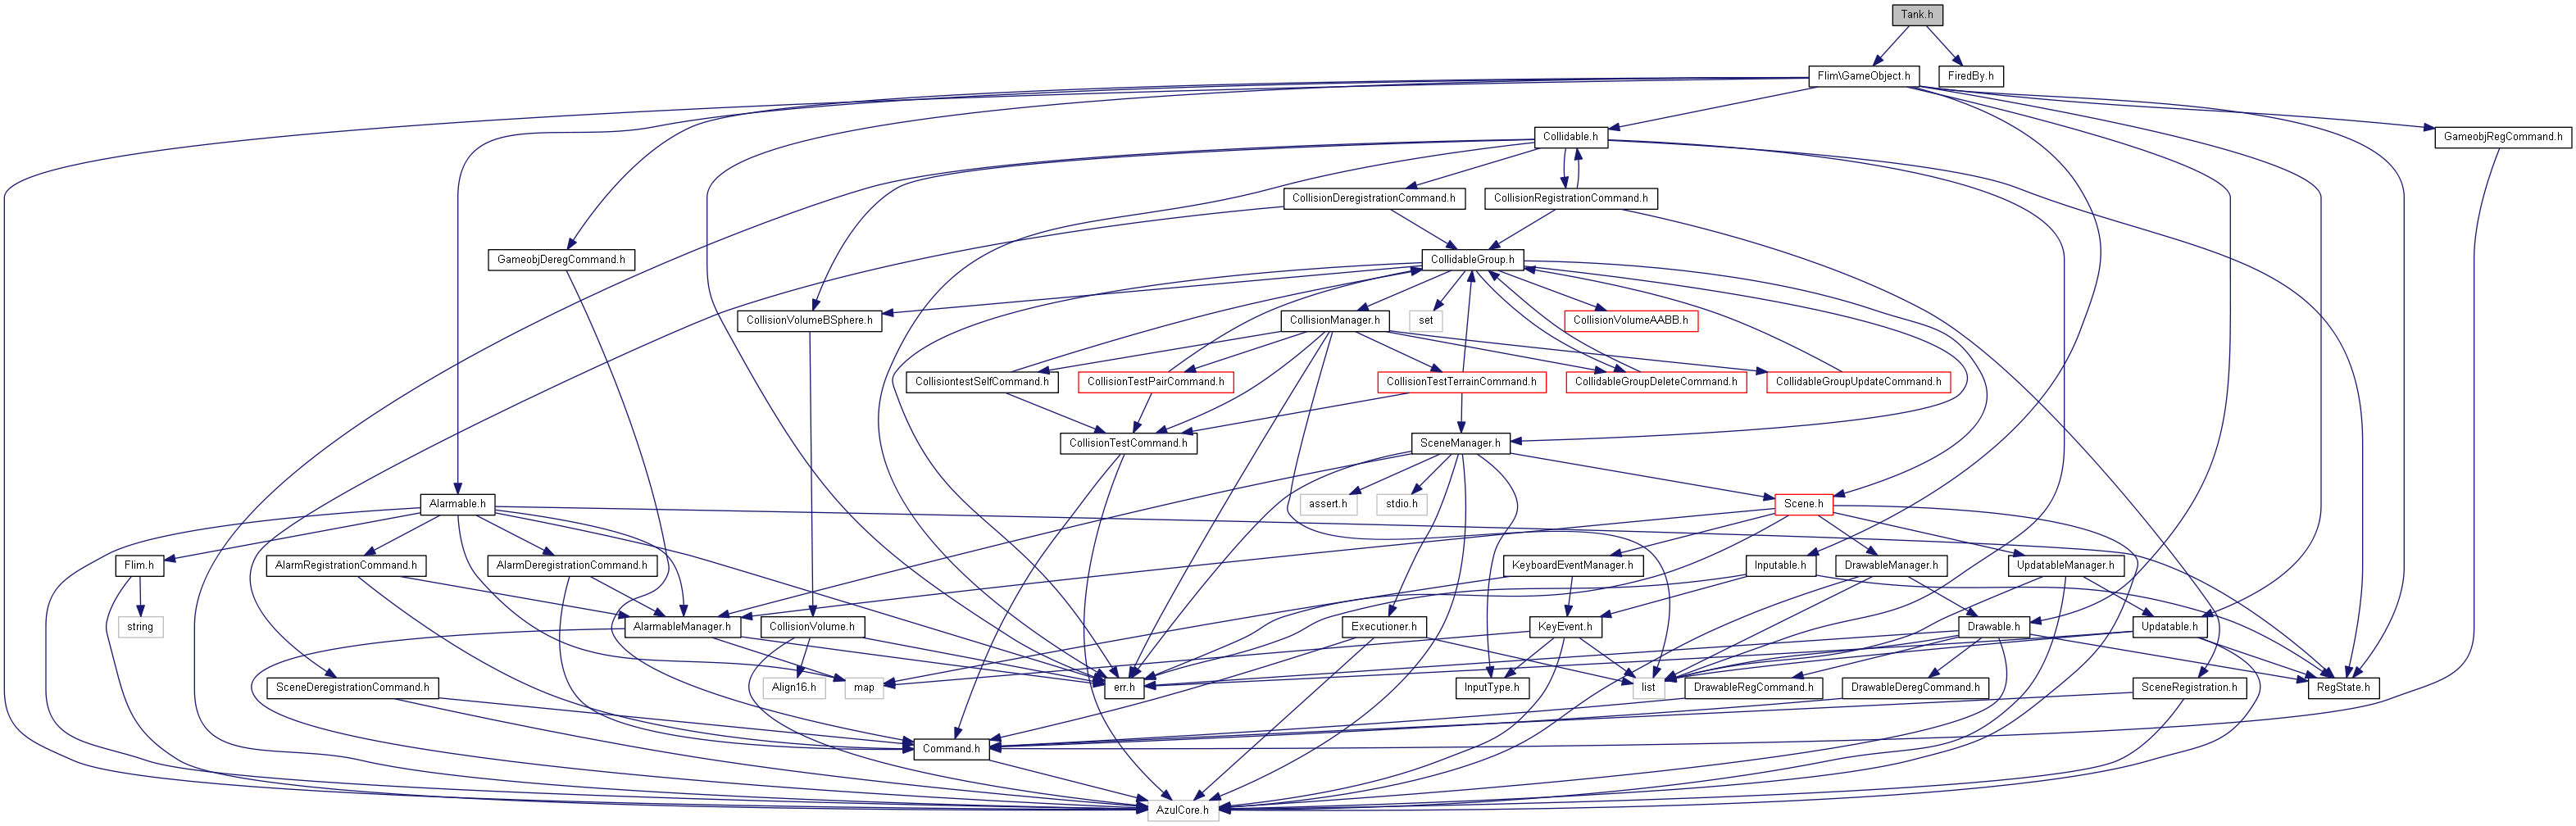 Tank.h
Flim\GameObject.h
FiredBy.h
Collidable.h
GameobjRegCommand.h
CollisionDeregistrationCommand.h
CollisionRegistrationCommand.h
GameobjDeregCommand.h
CollidableGroup.h
CollisionVolumeBSphere.h
CollisionManager.h
set
CollisionVolumeAABB.h
CollisiontestSelfCommand.h
CollisionTestPairCommand.h
CollisionTestTerrainCommand.h
CollidableGroupDeleteCommand.h
CollidableGroupUpdateCommand.h
CollisionTestCommand.h
SceneManager.h
Alarmable.h
assert.h
stdio.h
Scene.h
Flim.h
AlarmRegistrationCommand.h
AlarmDeregistrationCommand.h
KeyboardEventManager.h
Inputable.h
DrawableManager.h
UpdatableManager.h
string
AlarmableManager.h
CollisionVolume.h
Executioner.h
KeyEvent.h
Drawable.h
Updatable.h
SceneDeregistrationCommand.h
Align16.h
map
err.h
InputType.h
list
DrawableRegCommand.h
DrawableDeregCommand.h
SceneRegistration.h
RegState.h
Command.h
AzulCore.h